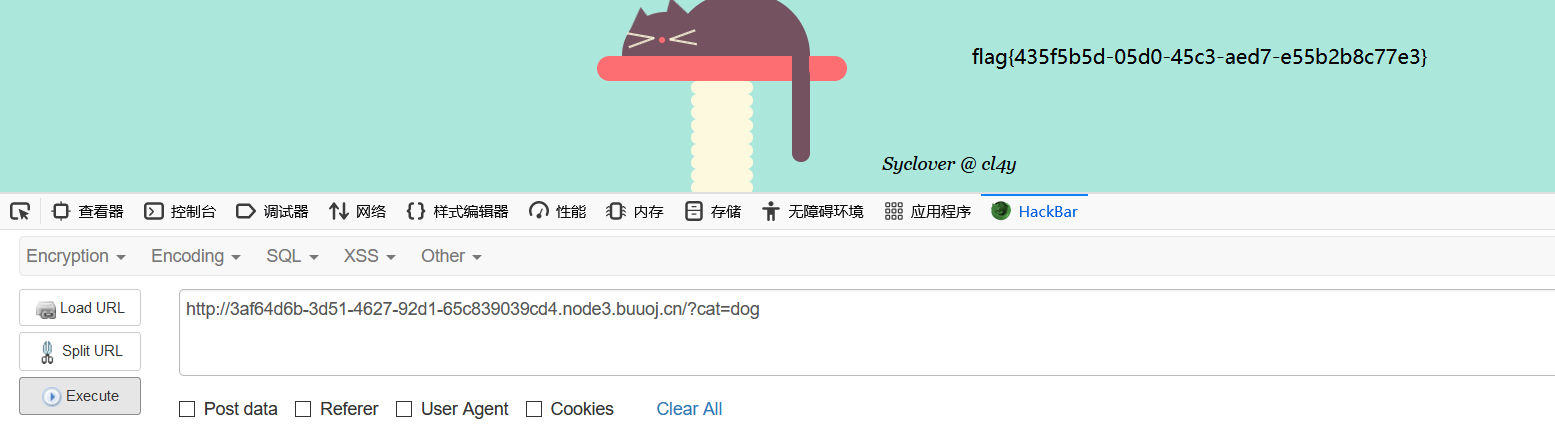 flag{435f5b5d-05d0-45c3-aed7-e55b2b8c77e3}
Syclover @ cl4y
查看器 控制台 调试器 网络 样式编辑器 性能 内存 存储 无障碍环境 应用程序 HackBar
Encryption Encoding SQL XSS Other
Load URL http://3af64d6b-3d51-4627-92d1-65c839039cd4.node3.buuoj.cn/?cat=dog
Split URL
Execute
Post data Referer User Agent Cookies Clear All